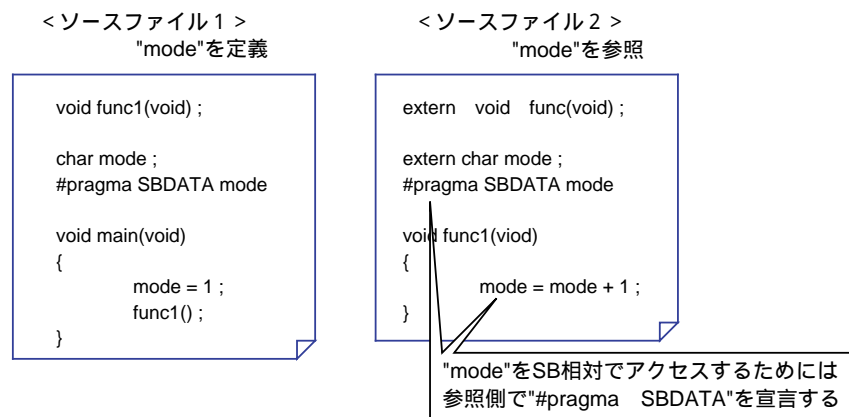 <ソースファイル1>
"mode"を定義
void func1(void) ;
char mode ;
#pragma SBDATA mode
void main(void)
{
mode = 1 ;
func1() ;
}
<ソースファイル2>
"mode"を参照
extern void func(void) ;
extern char mode ;
#pragma SBDATA mode
void func1(viod)
{
mode = mode + 1 ;
}
"mode"をSB相対でアクセスするためには
参照側で"#pragma SBDATA"を宣言する